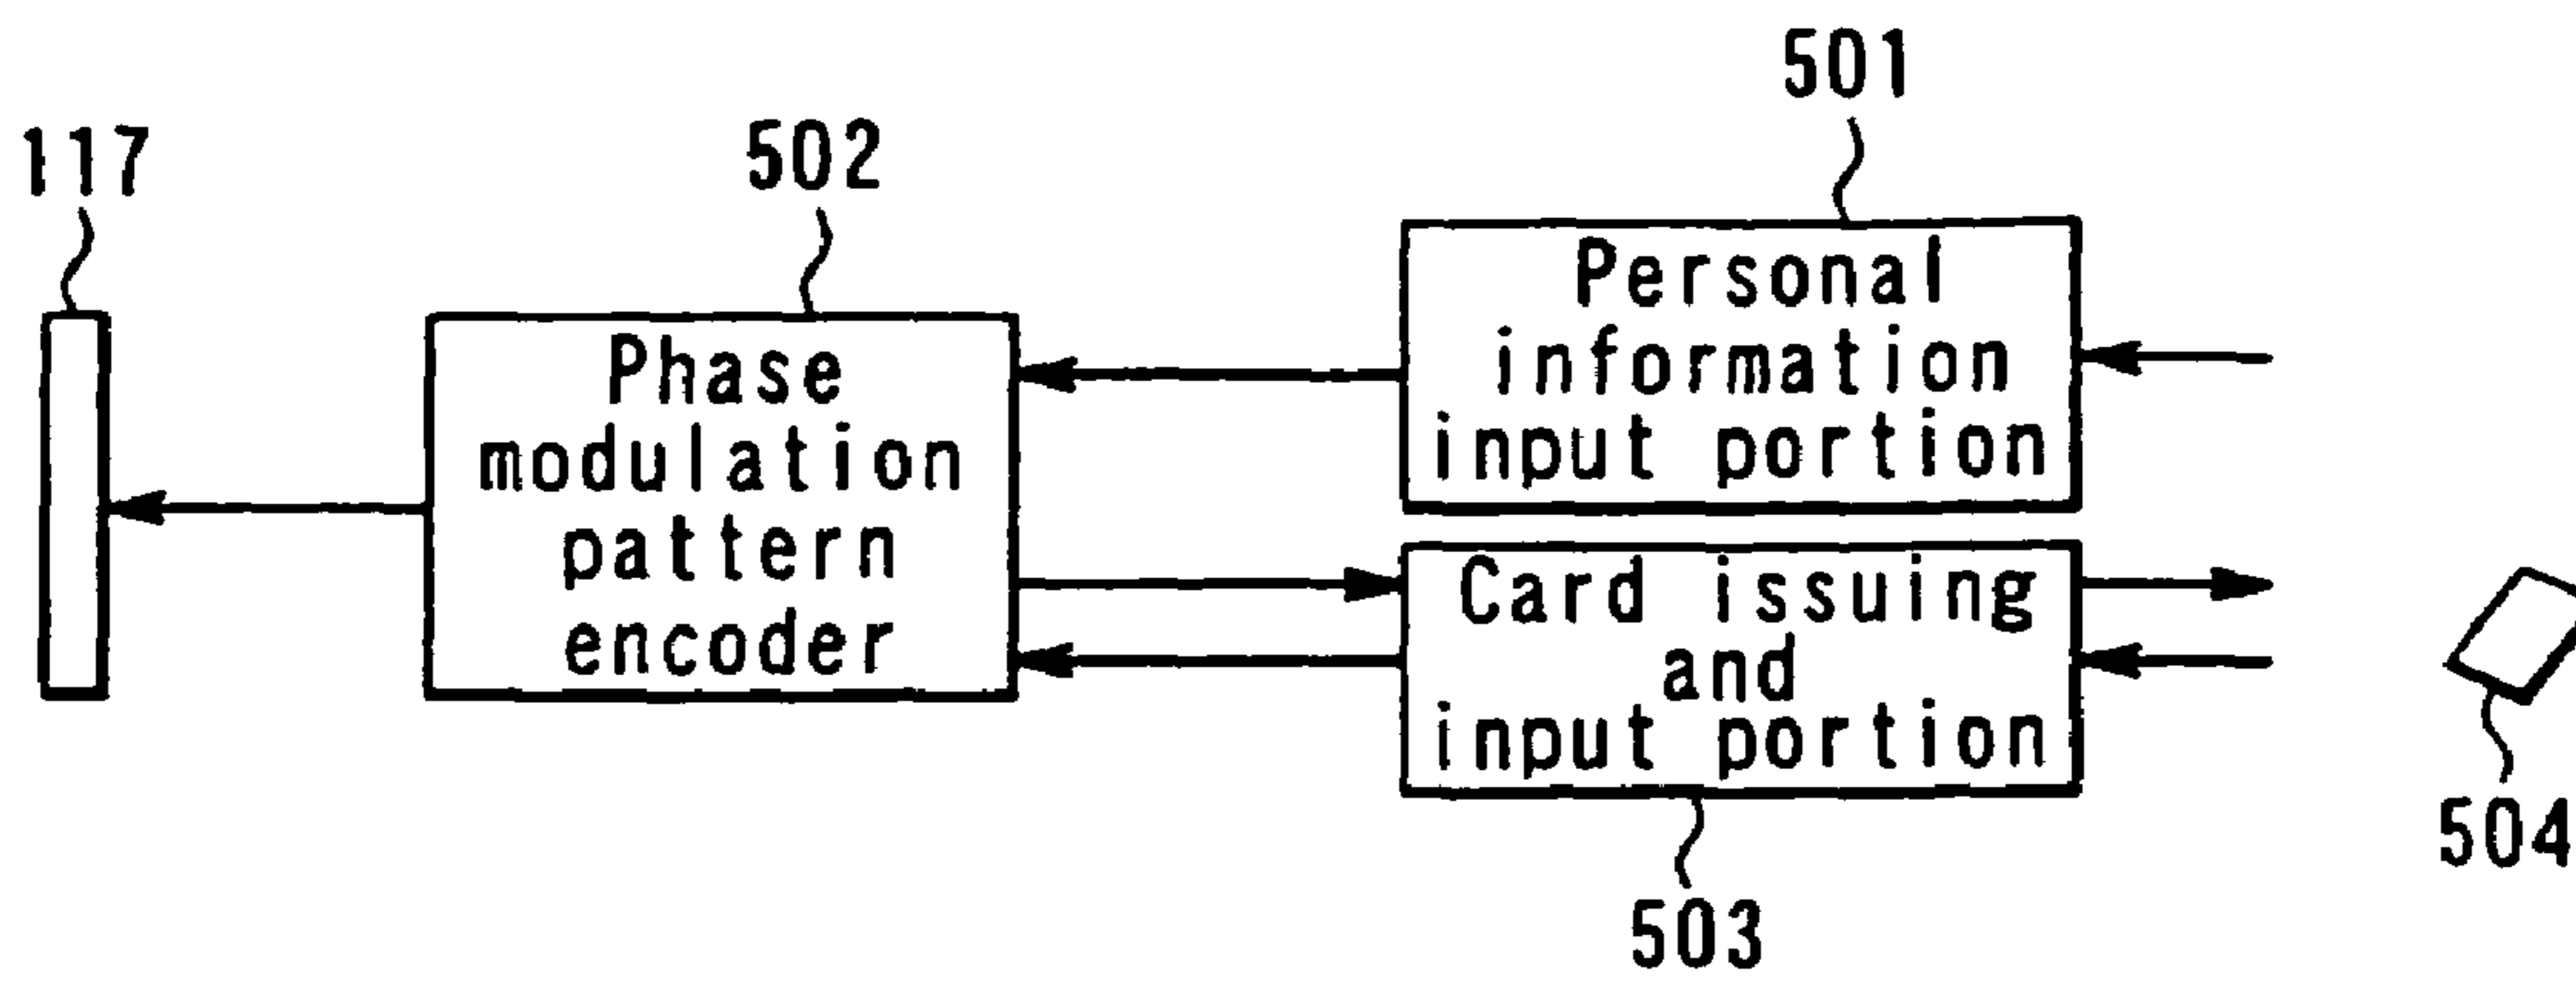 501
117
502
Personal
information
input portion
Phase
modulation
pattern
encoder
Card issuing
and
input portion
504
503